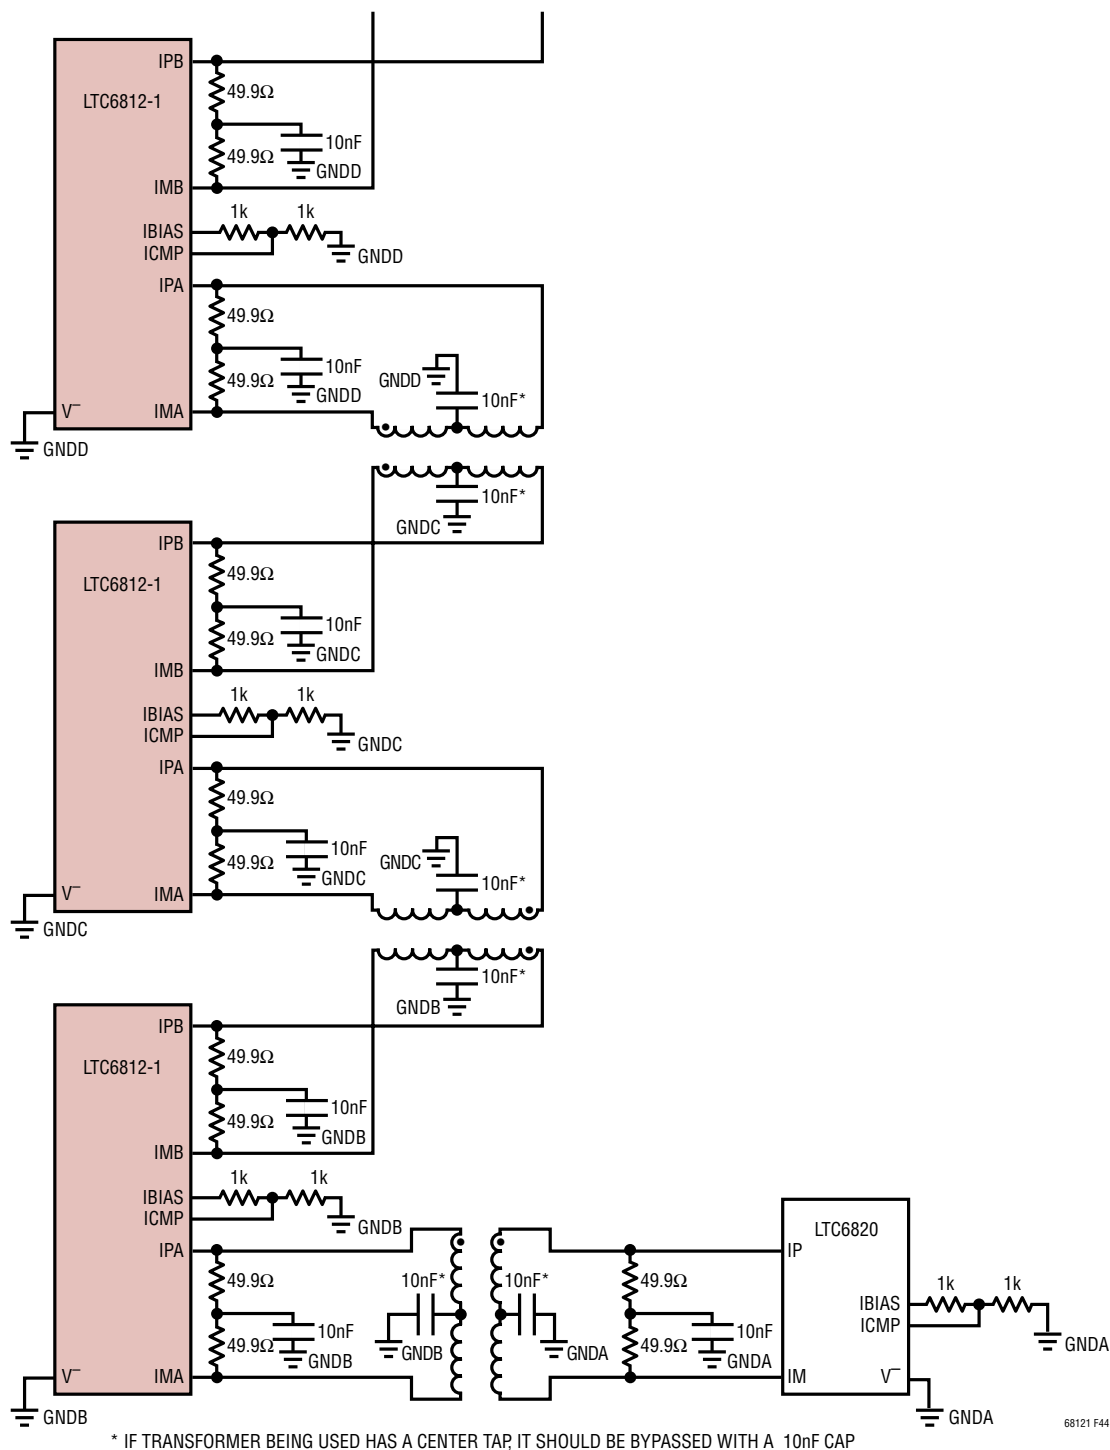 IPB
LTC6812-1
49.9Ω
10nF
49.9Ω
GNDD
IMB
1k 1k
IBIAS
ICMP
GNDD
IPA
49.9Ω
10nF
GNDD
49.9Ω
GNDD
10nF*
V– IMA
GNDD
10nF*
GNDC
IPB
LTC6812-1
49.9Ω
10nF
49.9Ω
GNDC
IMB
1k 1k
IBIAS
ICMP
GNDC
IPA
49.9Ω
10nF
GNDC
49.9Ω
GNDC
10nF*
V– IMA
GNDC
10nF*
GNDB
IPB
LTC6812-1
49.9Ω
10nF
49.9Ω
GNDB
IMB
1k 1k
IBIAS
ICMP
GNDB
LTC6820
IPA
IP
49.9Ω
10nF* 10nF*
49.9Ω
1k 1k
IBIAS
ICMP
10nF
10nF
49.9Ω
GNDB
GNDB
GNDA
49.9Ω
GNDA
GNDA
V– IMA
IM
V–
GNDB
GNDA
68121 F44
* IF TRANSFORMER BEING USED HAS A CENTER TAP, IT SHOULD BE BYPASSED WITH A 10nF CAP